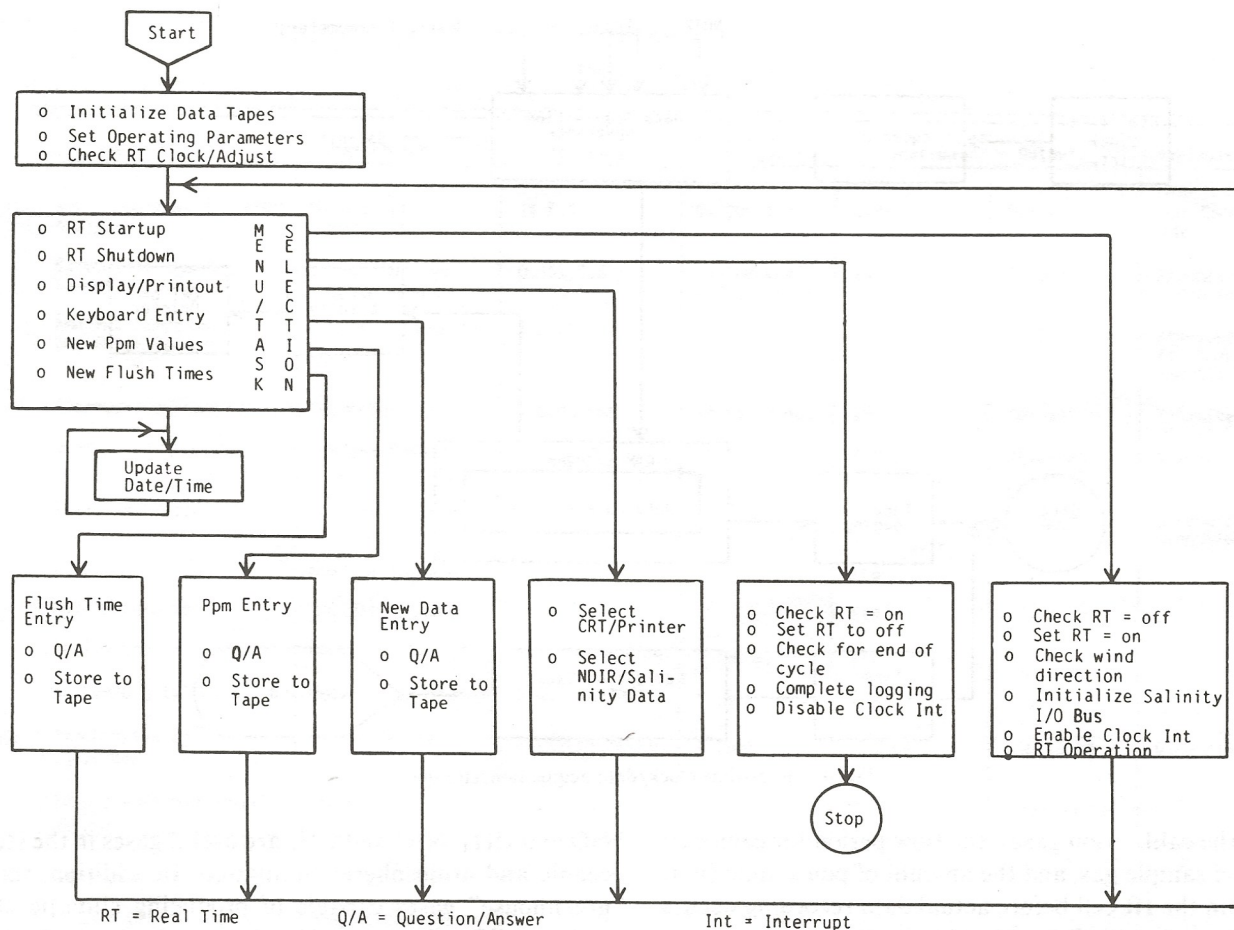 Start
o Initialize Data Tapes
o Set Operating Parameters
o Check RT Clock/Adjust
o RT Startup
o RT Shutdown
o Display/Printout
o Keyboard Entry
o New Ppm Values
o New Flush Times
MENU/TASK
SELECTION
Update
Date/Time
Flush Time
Entry
o Q/A
o Store to
Tape
Ppm Entry
o Q/A
o Store to
Tape
New Data
Entry
o Q/A
o Store to
Tape
o Select
CRT/Printer
o Select
NDIR/Sali-
nity Data
o Check RT = on
o Set RT to off
o Check for end of
cycle
o Complete logging
o Disable Clock Int
Stop
o Check RT = off
o Set RT = on
o Check wind
direction
o Initialize Salinity
I/O Bus
o Enable Clock Int
o RT Operation
RT = Real Time
Q/A = Question/Answer
Int = Interrupt